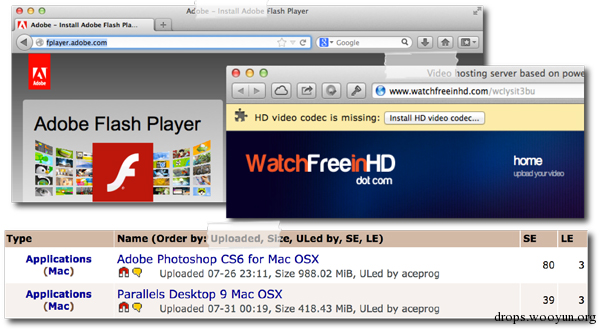 Adobe - Install Adobe Flash Player
Adobe - Install Adobe Flash Pla...
fplayer.adobe.com
Google
Adobe
Adobe Flash Player
Video hosting server based on powe
www.watchfreeinhd.com/wclysit3bu
HD video codec is missing: Install HD video codec...
WatchFreeinHD
dot com
home
upload your video
Type Name (Order by: Uploaded, Size, ULed by, SE, LE) SE LE
Applications
(Mac)
Adobe Photoshop CS6 for Mac OSX
Uploaded 07-26 23:11, Size 988.02 MiB, ULed by aceprog
80 3
Applications
(Mac)
Parallels Desktop 9 Mac OSX
Uploaded 07-31 00:19, Size 418.43 MiB, ULed by aceprog
39 3
drops.wooyun.org